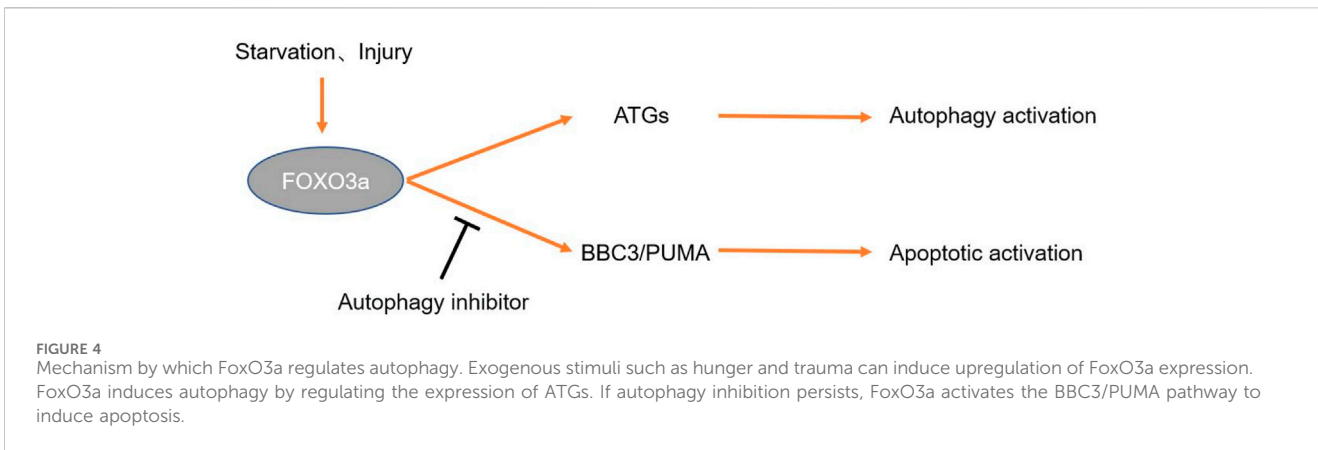 Starvation、Injury
ATGs
Autophagy activation
FOXO3a
BBC3/PUMA
Apoptotic activation
Autophagy inhibitor
FIGURE 4
Mechanism by which FoxO3a regulates autophagy. Exogenous stimuli such as hunger and trauma can induce upregulation of FoxO3a expression.
FoxO3a induces autophagy by regulating the expression of ATGs. If autophagy inhibition persists, FoxO3a activates the BBC3/PUMA pathway to
induce apoptosis.